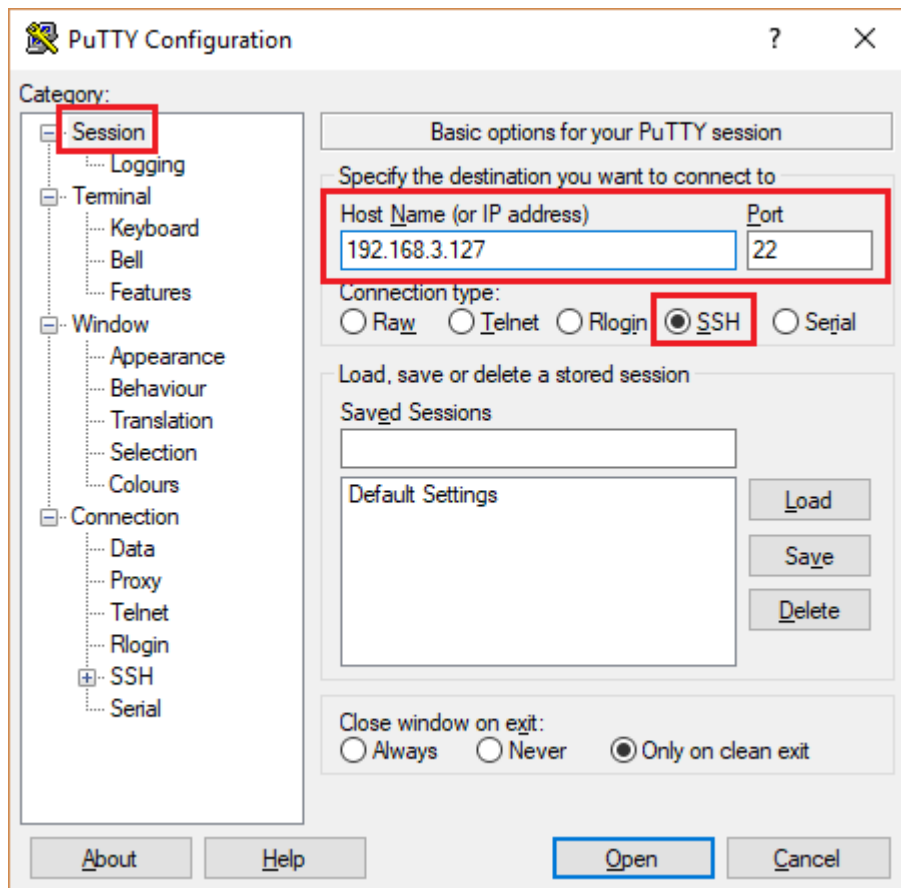 PuTTY Configuration
?
Category:
Session
Logging
Terminal
Keyboard
Bell
Features
Window
Appearance
Behaviour
Translation
Selection
Colours
Connection
Data
Proxy
Telnet
Rlogin
SSH
Serial
Basic options for your PuTTY session
Specify the destination you want to connect to
Host Name (or IP address) Port
192.168.3.127 22
Connection type:
Raw Telnet Rlogin SSH Serial
Load, save or delete a stored session
Saved Sessions
Default Settings
Load
Save
Delete
Close window on exit:
Always Never Only on clean exit
About Help Open Cancel